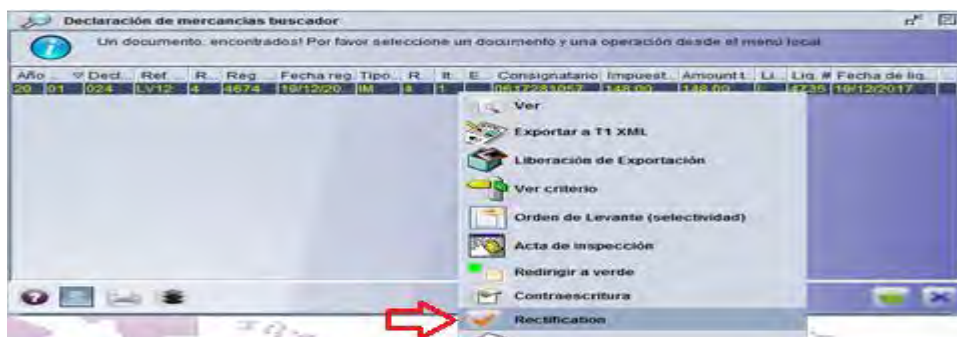 Declaración de mercancias buscador
Un documento. encontrados! Por favor seleccione un documento y una operación desde el menú local
Año Decl. Ref. R. Reg Fecha reg Tipo R. It E. Consignatario Impuest. Amount t Li Liq # Fecha de liq
20 01 024 LV12 4 4674 19/12/20 IM 1 0617281057 148.00 148.00 L 4735 19/12/2017
Ver
Exportar a T1 XML
Liberación de Exportación
Ver criterio
Orden de Levante (selectividad)
Acta de inspección
Redirigir a verde
Contraescritura
Rectification